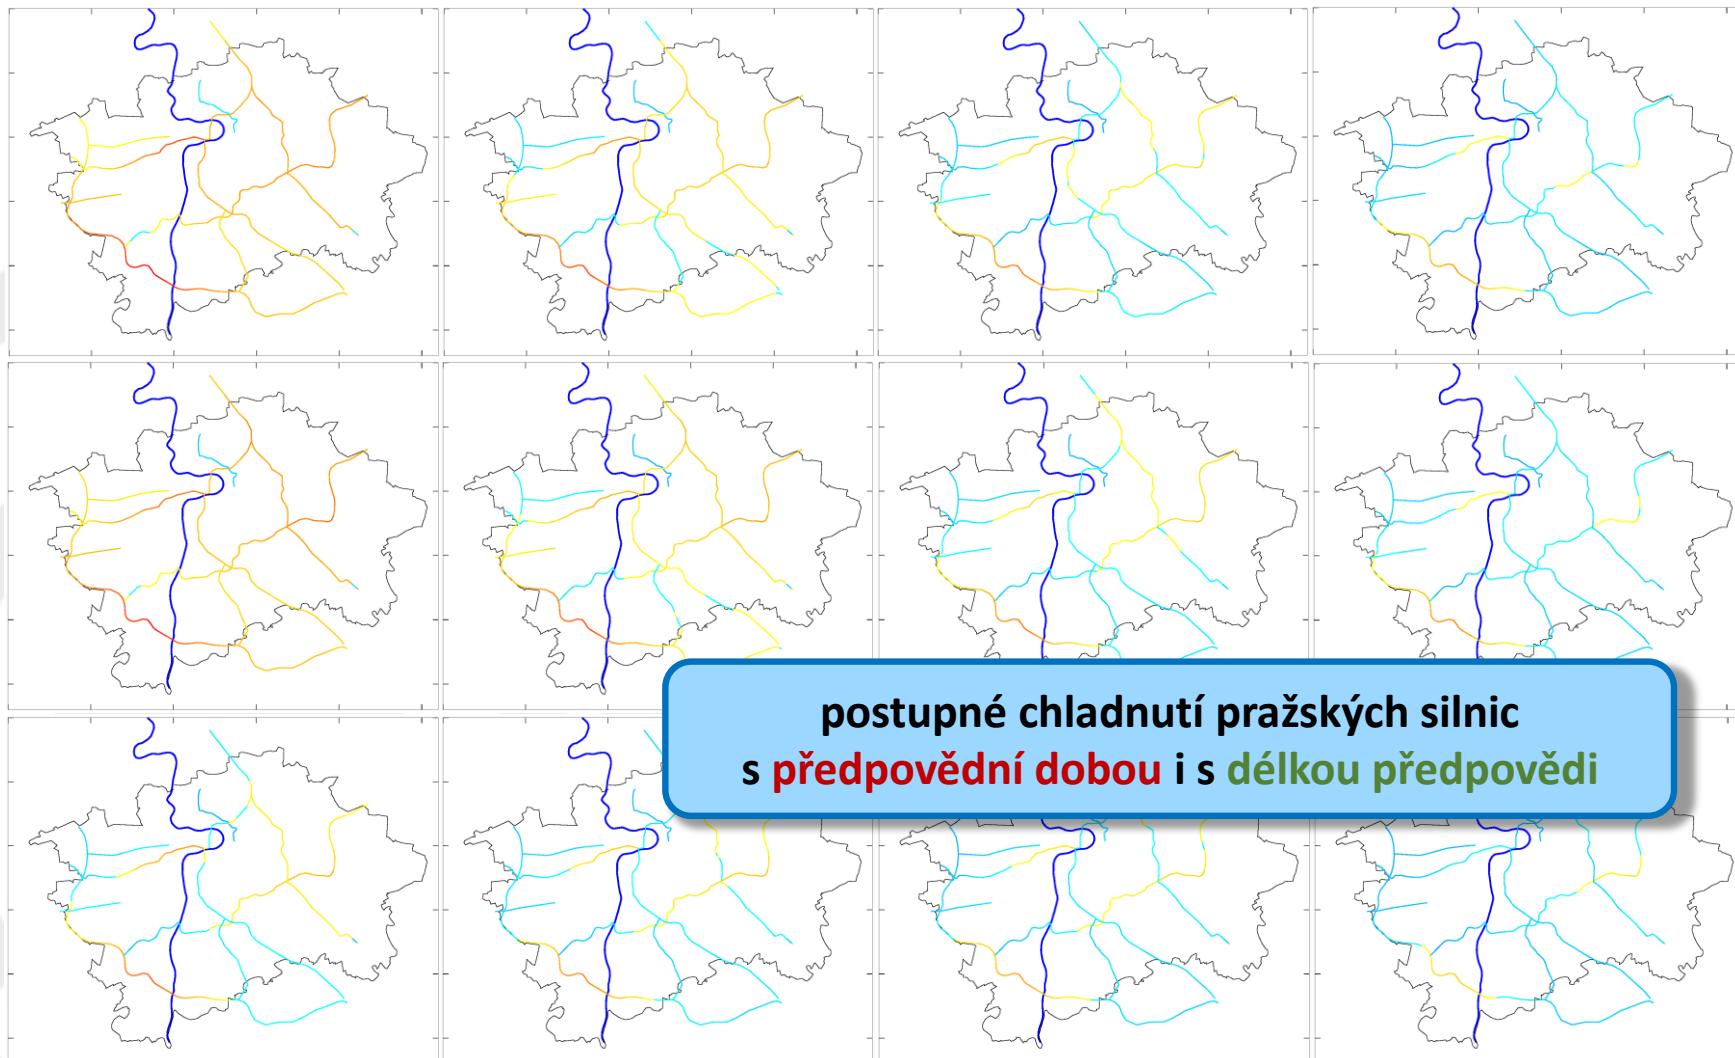 postupné chladnutí pražských silnic
s předpovědní dobou i s délkou předpovědi